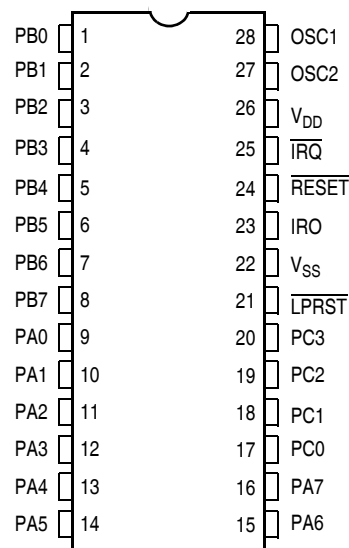 PB0 1 28 OSC1
PB1 2 27 OSC2
PB2 3 26 VDD
PB3 4 25 IRQ
PB4 5 24 RESET
PB5 6 23 IRO
PB6 7 22 VSS
PB7 8 21 LPRST
PA0 9 20 PC3
PA1 10 19 PC2
PA2 11 18 PC1
PA3 12 17 PC0
PA4 13 16 PA7
PA5 14 15 PA6